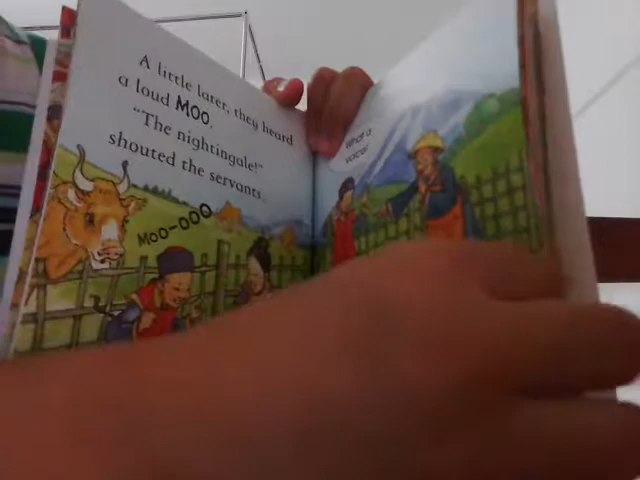 A little later, they heard
a loud MOO.
"The nightingale!"
shouted the servants.
MOO-OOO
What a
voice!